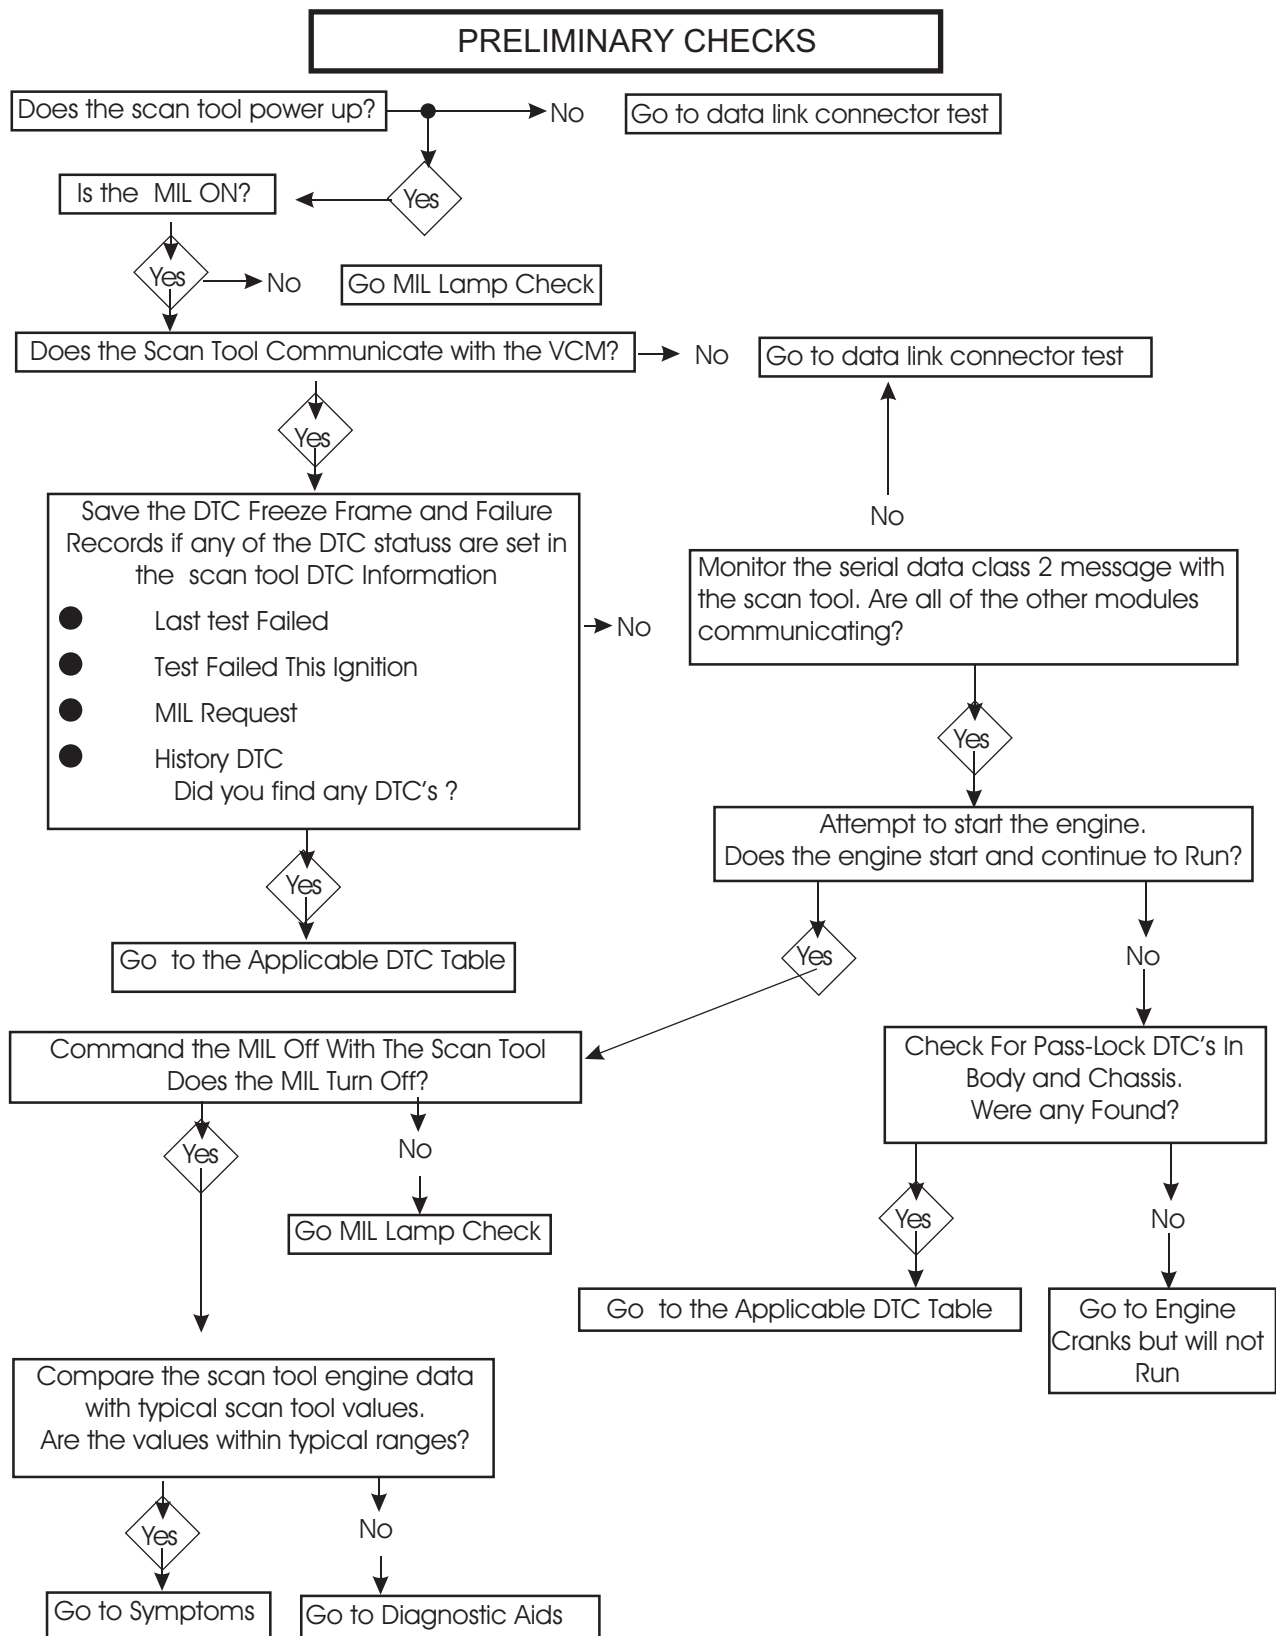 PRELIMINARY CHECKS
Does the scan tool power up?
No
Go to data link connector test
Yes
Is the MIL ON?
Yes
No
Go MIL Lamp Check
Does the Scan Tool Communicate with the VCM?
No
Go to data link connector test
Yes
Save the DTC Freeze Frame and Failure
Records if any of the DTC statuss are set in
the scan tool DTC Information
Last test Failed
Test Failed This Ignition
MIL Request
History DTC
Did you find any DTC's ?
No
No
Monitor the serial data class 2 message with
the scan tool. Are all of the other modules
communicating?
Yes
Yes
Go to the Applicable DTC Table
Attempt to start the engine.
Does the engine start and continue to Run?
Yes
No
Command the MIL Off With The Scan Tool
Does the MIL Turn Off?
Yes
No
Go MIL Lamp Check
Check For Pass-Lock DTC's In
Body and Chassis.
Were any Found?
Yes
No
Go to the Applicable DTC Table
Go to Engine
Cranks but will not
Run
Compare the scan tool engine data
with typical scan tool values.
Are the values within typical ranges?
Yes
No
Go to Symptoms
Go to Diagnostic Aids